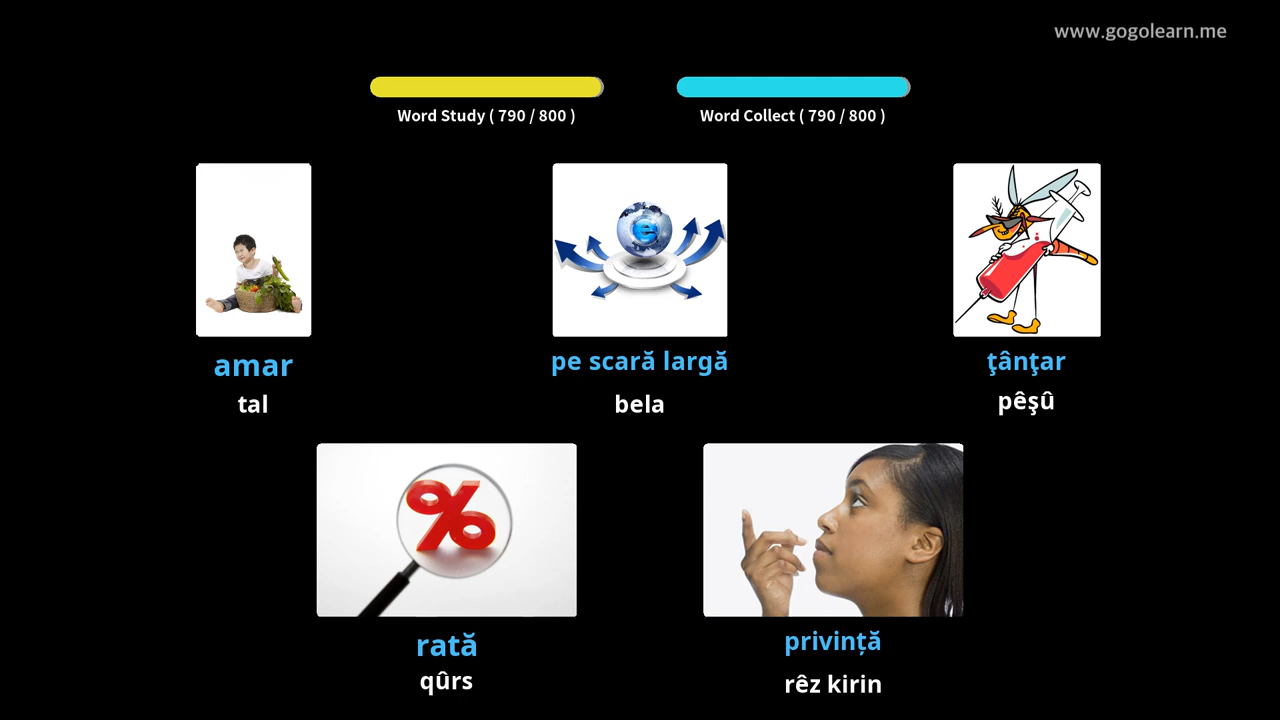 www.gogolearn.me
Word Study ( 790 / 800 )
Word Collect ( 790 / 800 )
amar
tal
pe scară largă
bela
ţânţar
pêşû
e
%
rată
qûrs
privință
rêz kirin